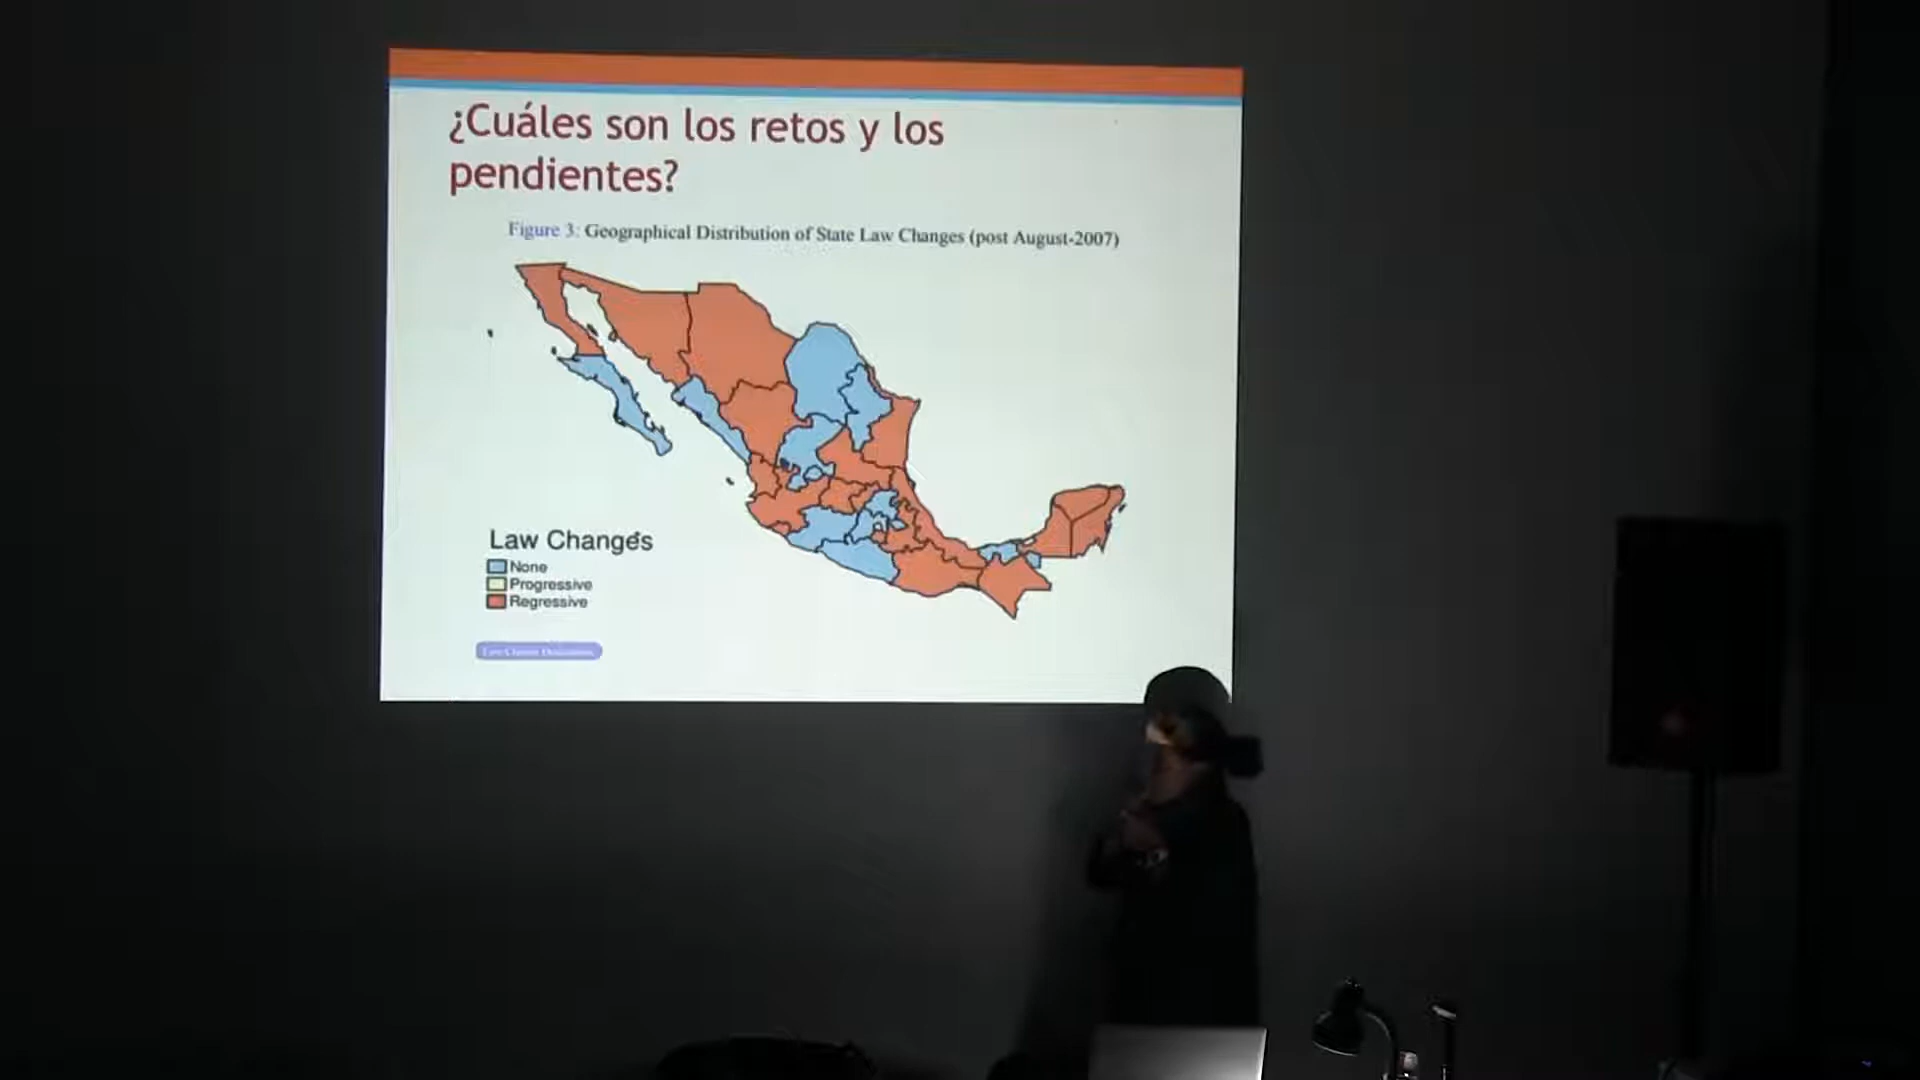 ¿Cuáles son los retos y los
pendientes?
Figure 3: Geographical Distribution of State Law Changes (post August-2007)
Law Changes
None
Progressive
Regressive